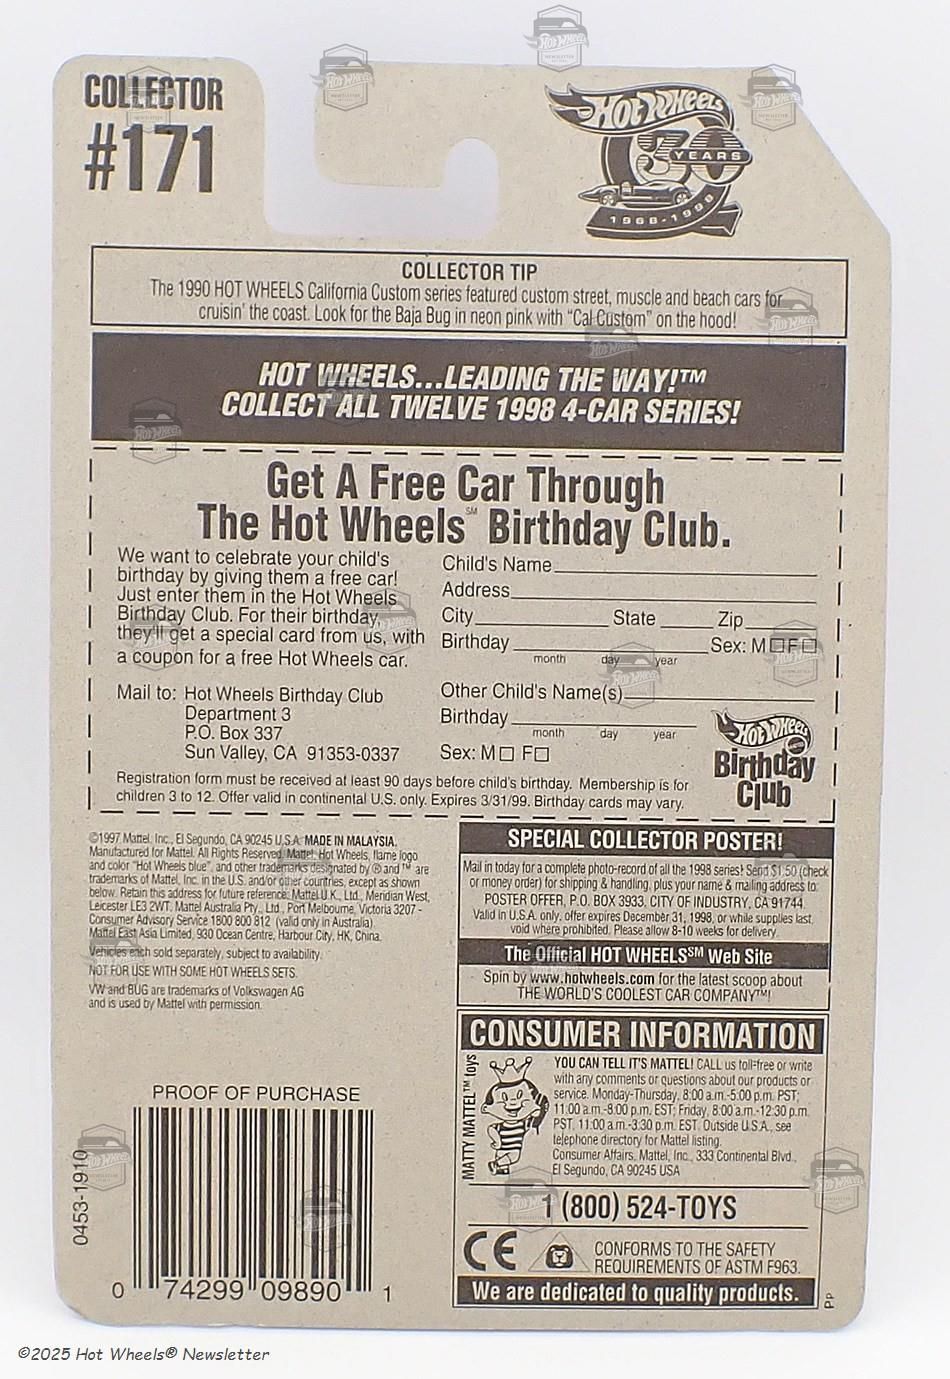 COLLECTOR
#171
Hot Wheels
30
YEARS
1968-1998
COLLECTOR TIP
The 1990 HOT WHEELS California Custom series featured custom street, muscle and beach cars for
cruisin' the coast. Look for the Baja Bug in neon pink with "Cal Custom" on the hood!
HOT WHEELS...LEADING THE WAY!™
COLLECT ALL TWELVE 1998 4-CAR SERIES!
Get A Free Car Through
The Hot Wheels℠ Birthday Club.
We want to celebrate your child's
birthday by giving them a free car!
Just enter them in the Hot Wheels
Birthday Club. For their birthday,
they'll get a special card from us, with
a coupon for a free Hot Wheels car.
Mail to: Hot Wheels Birthday Club
Department 3
P.O. Box 337
Sun Valley, CA 91353-0337
Child's Name
Address
City State Zip
Birthday Sex: M☐F☐
month day year
Other Child's Name(s)
Birthday
month day year
Sex: M☐ F☐
Hot Wheels
Birthday
Club
Registration form must be received at least 90 days before child's birthday. Membership is for
children 3 to 12. Offer valid in continental U.S. only. Expires 3/31/99. Birthday cards may vary.
©1997 Mattel, Inc., El Segundo, CA 90245 U.S.A. MADE IN MALAYSIA.
Manufactured for Mattel. All Rights Reserved. Mattel, Hot Wheels, flame logo
and color "Hot Wheels blue", and other trademarks designated by ® and ™ are
trademarks of Mattel, Inc. in the U.S. and/or other countries, except as shown
below. Retain this address for future reference: Mattel U.K., Ltd., Meridian West,
Leicester LE3 2WT. Mattel Australia Pty., Ltd., Port Melbourne, Victoria 3207 -
Consumer Advisory Service 1800 800 812 (valid only in Australia).
Mattel East Asia Limited, 930 Ocean Centre, Harbour City, HK, China.
Vehicles each sold separately, subject to availability.
NOT FOR USE WITH SOME HOT WHEELS SETS.
VW and BUG are trademarks of Volkswagen AG
and is used by Mattel with permission.
SPECIAL COLLECTOR POSTER!
Mail in today for a complete photo-record of all the 1998 series! Send $1.50 (check
or money order) for shipping & handling, plus your name & mailing address to:
POSTER OFFER, P.O. BOX 3933, CITY OF INDUSTRY, CA 91744.
Valid in U.S.A. only, offer expires December 31, 1998, or while supplies last,
void where prohibited. Please allow 8-10 weeks for delivery.
The Official HOT WHEELS℠ Web Site
Spin by www.hotwheels.com for the latest scoop about
THE WORLD'S COOLEST CAR COMPANY™!
CONSUMER INFORMATION
MATTY MATTEL™ toys
YOU CAN TELL IT'S MATTEL! CALL us toll-free or write
with any comments or questions about our products or
service. Monday-Thursday, 8:00 a.m.-5:00 p.m. PST;
11:00 a.m.-8:00 p.m. EST; Friday, 8:00 a.m.-12:30 p.m.
PST, 11:00 a.m.-3:30 p.m. EST. Outside U.S.A., see
telephone directory for Mattel listing.
Consumer Affairs, Mattel, Inc., 333 Continental Blvd.,
El Segundo, CA 90245 USA
1 (800) 524-TOYS
CE
CONFORMS TO THE SAFETY
REQUIREMENTS OF ASTM F963.
We are dedicated to quality products.
PP
PROOF OF PURCHASE
0453-1910
0 74299 09890 1
©2025 Hot Wheels® Newsletter